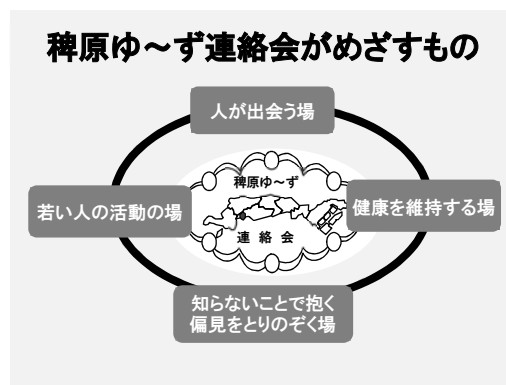 稗原ゆ～ず連絡会がめざすもの
人が出会う場
稗原ゆ～ず
若い人の活動の場
健康を維持する場
連絡会
知らないことで抱く
偏見をとりのぞく場